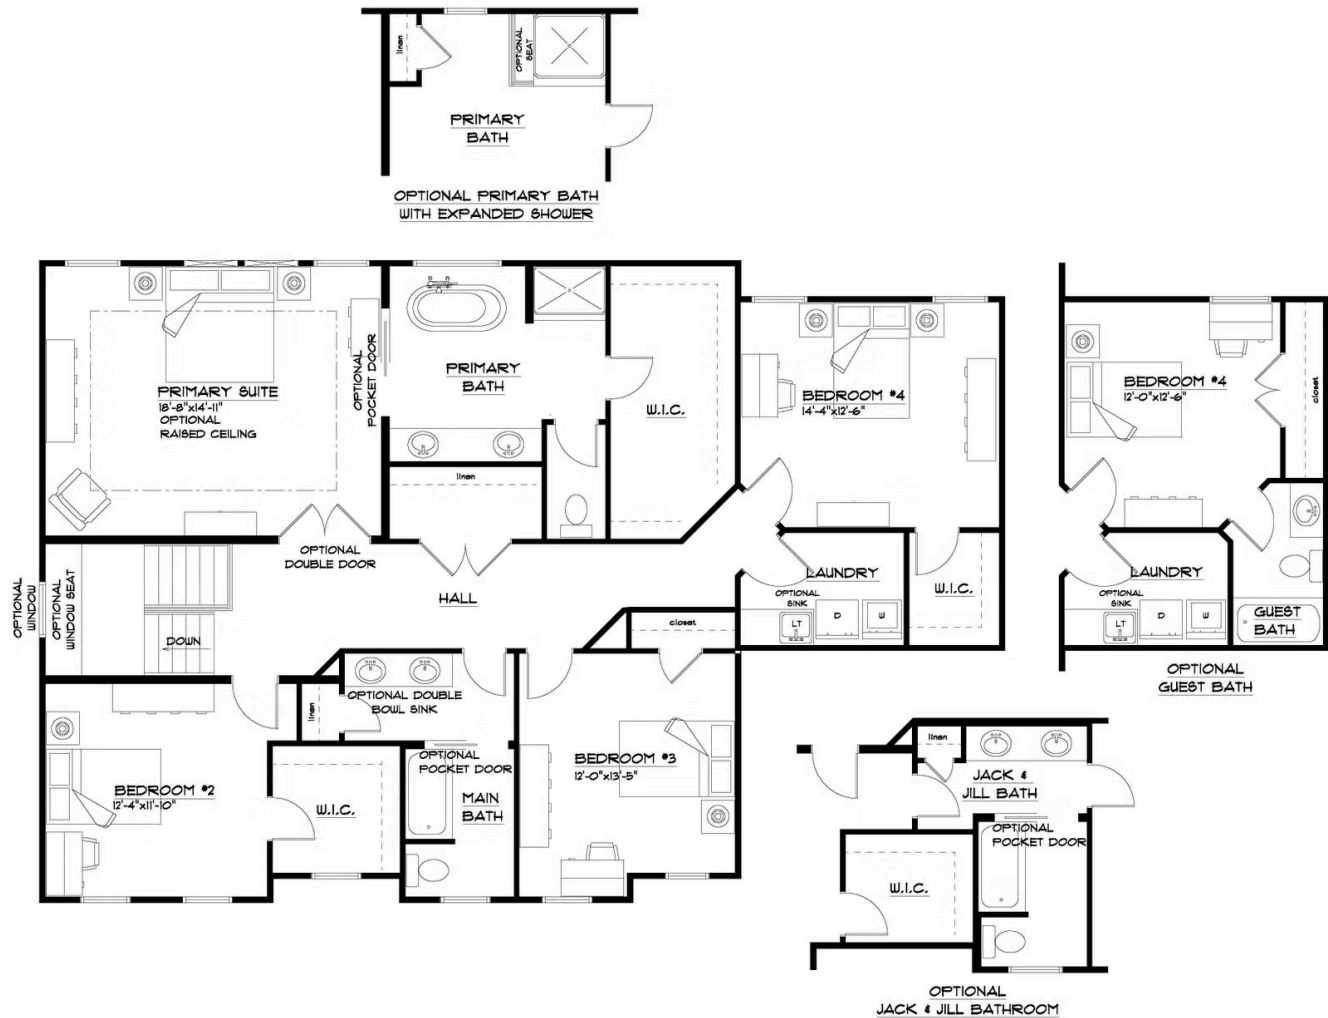 linen
OPTIONAL
SEAT
PRIMARY
BATH
OPTIONAL PRIMARY BATH
WITH EXPANDED SHOWER
PRIMARY SUITE
18'-8"x14'-11"
OPTIONAL
RAISED CEILING
OPTIONAL
POCKET DOOR
PRIMARY
BATH
W.I.C.
BEDROOM #4
14'-4"x12'-6"
linen
OPTIONAL
DOUBLE DOOR
HALL
OPTIONAL
WINDOW
OPTIONAL
WINDOW SEAT
DOWN
LAUNDRY
OPTIONAL
SINK
LT
D
W
W.I.C.
closet
OPTIONAL DOUBLE
BOWL SINK
linen
OPTIONAL
POCKET DOOR
MAIN
BATH
BEDROOM #2
12'-4"x11'-10"
W.I.C.
BEDROOM #3
12'-0"x13'-5"
BEDROOM #4
12'-0"x12'-6"
closet
LAUNDRY
OPTIONAL
SINK
LT
D
W
GUEST
BATH
OPTIONAL
GUEST BATH
linen
JACK &
JILL BATH
OPTIONAL
POCKET DOOR
W.I.C.
OPTIONAL
JACK & JILL BATHROOM